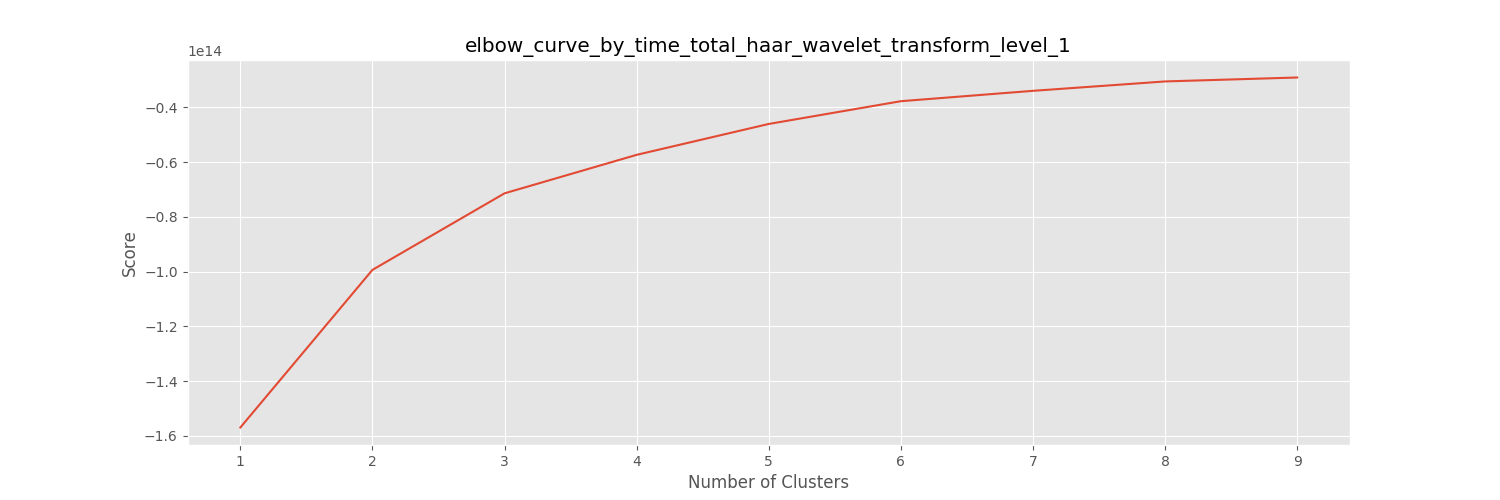 elbow_curve_by_time_total_haar_wavelet_transform_level_1
1e14
−0.4
−0.6
−0.8
−1.0
−1.2
−1.4
−1.6
Score
1 2 3 4 5 6 7 8 9
Number of Clusters